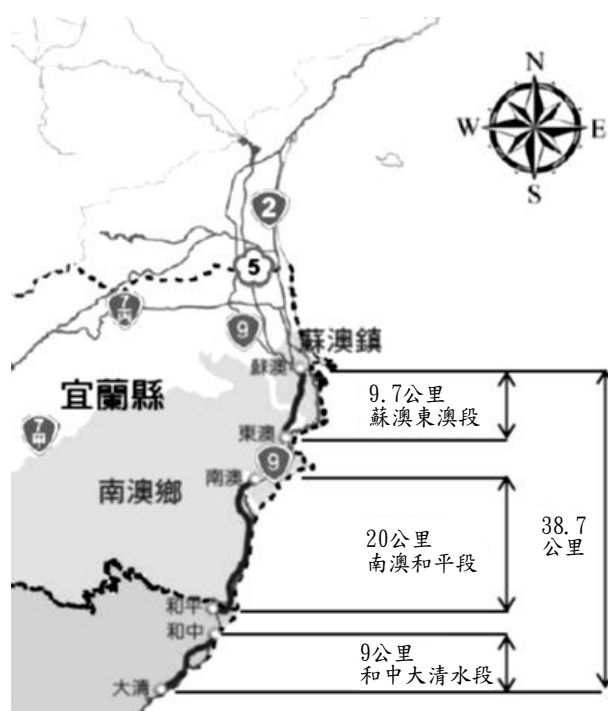 N
W
E
S
2
5
7
丙
9
蘇澳鎮
蘇澳
9.7公里
蘇澳東澳段
宜蘭縣
7
甲
東澳
9
南澳
南澳鄉
20公里
南澳和平段
38.7
公里
和平
和中
9公里
和中大清水段
大清